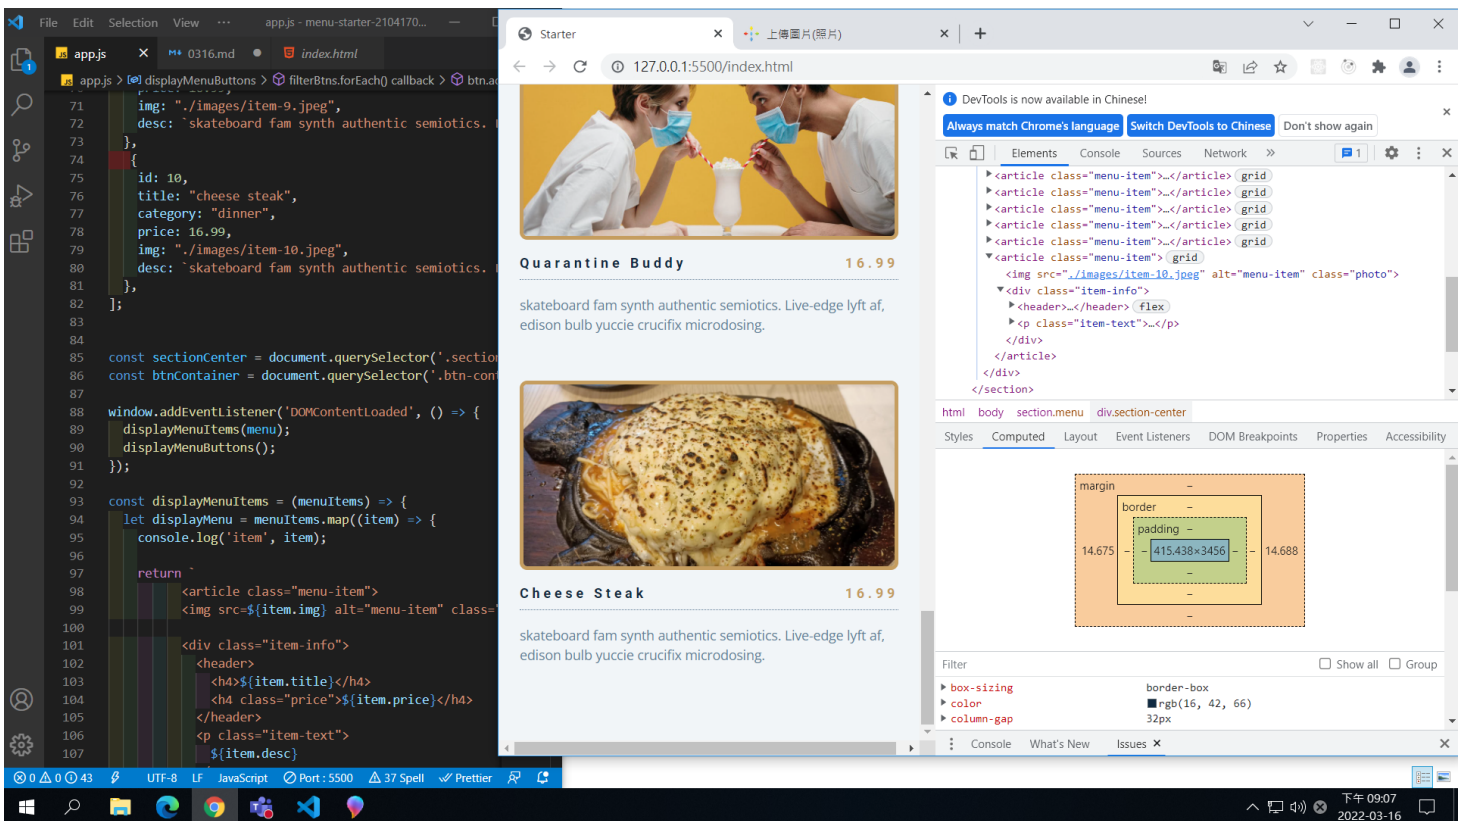 File Edit Selection View ··· app.js - menu-starter-2104170...
app.js 0316.md index.html
app.js > displayMenuButtons > filterBtns.forEach() callback > btn.ac
71 img: "./images/item-9.jpeg",
72 desc: `skateboard fam synth authentic semiotics.
73 },
74 {
75 id: 10,
76 title: "cheese steak",
77 category: "dinner",
78 price: 16.99,
79 img: "./images/item-10.jpeg",
80 desc: `skateboard fam synth authentic semiotics.
81 },
82 ];
83
84
85 const sectionCenter = document.querySelector('.section
86 const btnContainer = document.querySelector('.btn-cont
87
88 window.addEventListener('DOMContentLoaded', () => {
89 displayMenuItems(menu);
90 displayMenuButtons();
91 });
92
93 const displayMenuItems = (menuItems) => {
94 let displayMenu = menuItems.map((item) => {
95 console.log('item', item);
96
97 return `
98 <article class="menu-item">
99 <img src=${item.img} alt="menu-item" class=
100
101 <div class="item-info">
102 <header>
103 <h4>${item.title}</h4>
104 <h4 class="price">${item.price}</h4>
105 </header>
106 <p class="item-text">
107 ${item.desc}
0 0 43 UTF-8 LF JavaScript Port : 5500 37 Spell Prettier
Starter 上傳圖片(照片)
127.0.0.1:5500/index.html
Quarantine Buddy 16.99
skateboard fam synth authentic semiotics. Live-edge lyft af,
edison bulb yuccie crucifix microdosing.
Cheese Steak 16.99
skateboard fam synth authentic semiotics. Live-edge lyft af,
edison bulb yuccie crucifix microdosing.
DevTools is now available in Chinese!
Always match Chrome's language Switch DevTools to Chinese Don't show again
Elements Console Sources Network » 1
<article class="menu-item">…</article> grid
<article class="menu-item">…</article> grid
<article class="menu-item">…</article> grid
<article class="menu-item">…</article> grid
<article class="menu-item">…</article> grid
<article class="menu-item"> grid
<img src="./images/item-10.jpeg" alt="menu-item" class="photo">
<div class="item-info">
<header>…</header> flex
<p class="item-text">…</p>
</div>
</article>
</div>
</section>
html body section.menu div.section-center
Styles Computed Layout Event Listeners DOM Breakpoints Properties Accessibility
margin –
border –
padding –
14.675 – – 415.438×3456 – – 14.688
–
–
–
Filter Show all Group
box-sizing border-box
color rgb(16, 42, 66)
column-gap 32px
Console What's New Issues
下午 09:07
2022-03-16